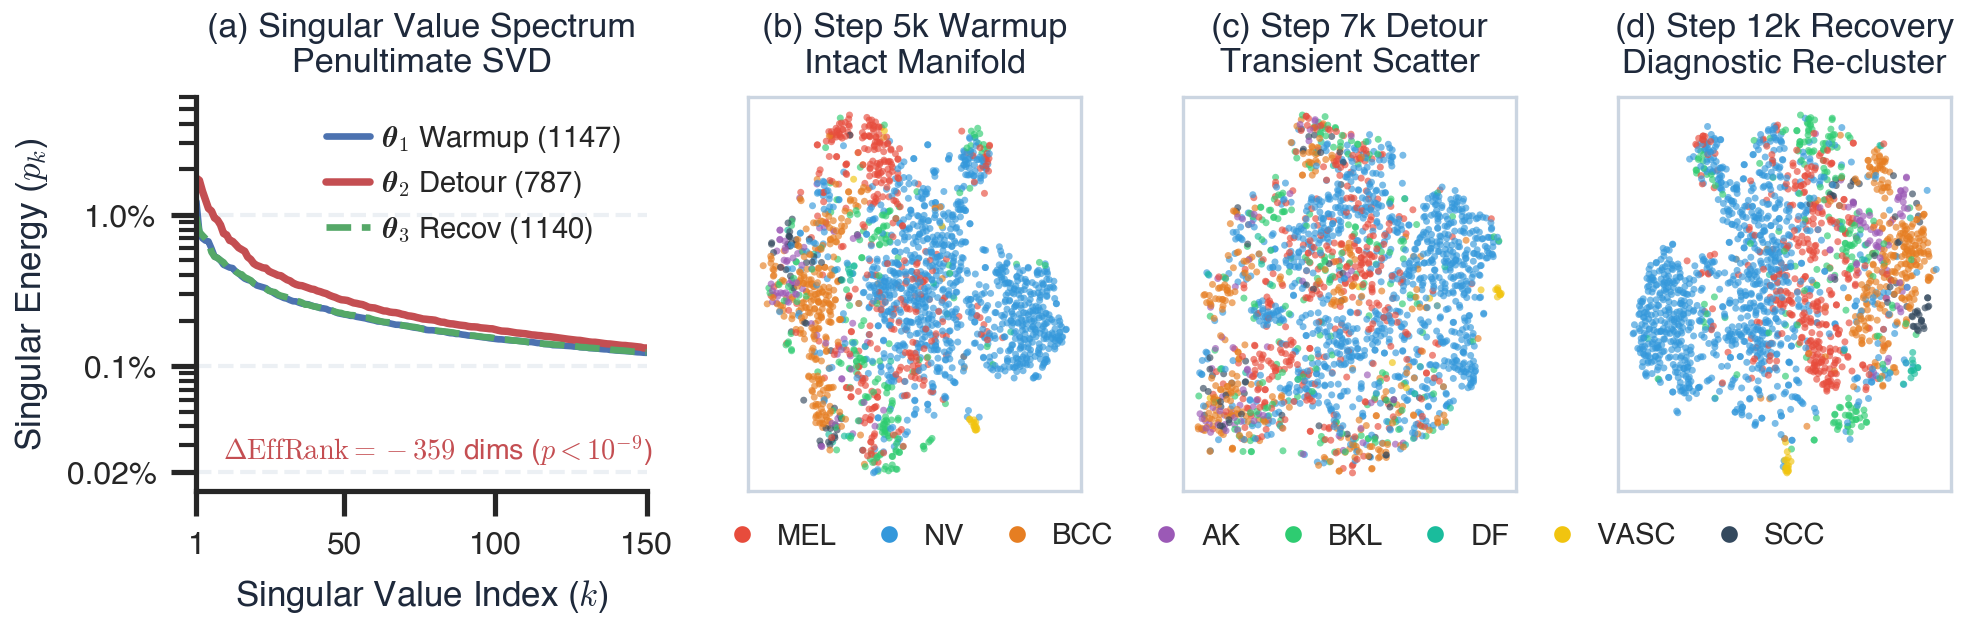 (a) Singular Value Spectrum
Penultimate SVD
Singular Energy (pₖ)
1.0%
0.1%
0.02%
θ₁ Warmup (1147)
θ₂ Detour (787)
θ₃ Recov (1140)
ΔEffRank = −359 dims (p < 10⁻⁹)
1
50
100
150
Singular Value Index (k)
(b) Step 5k Warmup
Intact Manifold
(c) Step 7k Detour
Transient Scatter
(d) Step 12k Recovery
Diagnostic Re-cluster
MEL NV BCC AK BKL DF VASC SCC